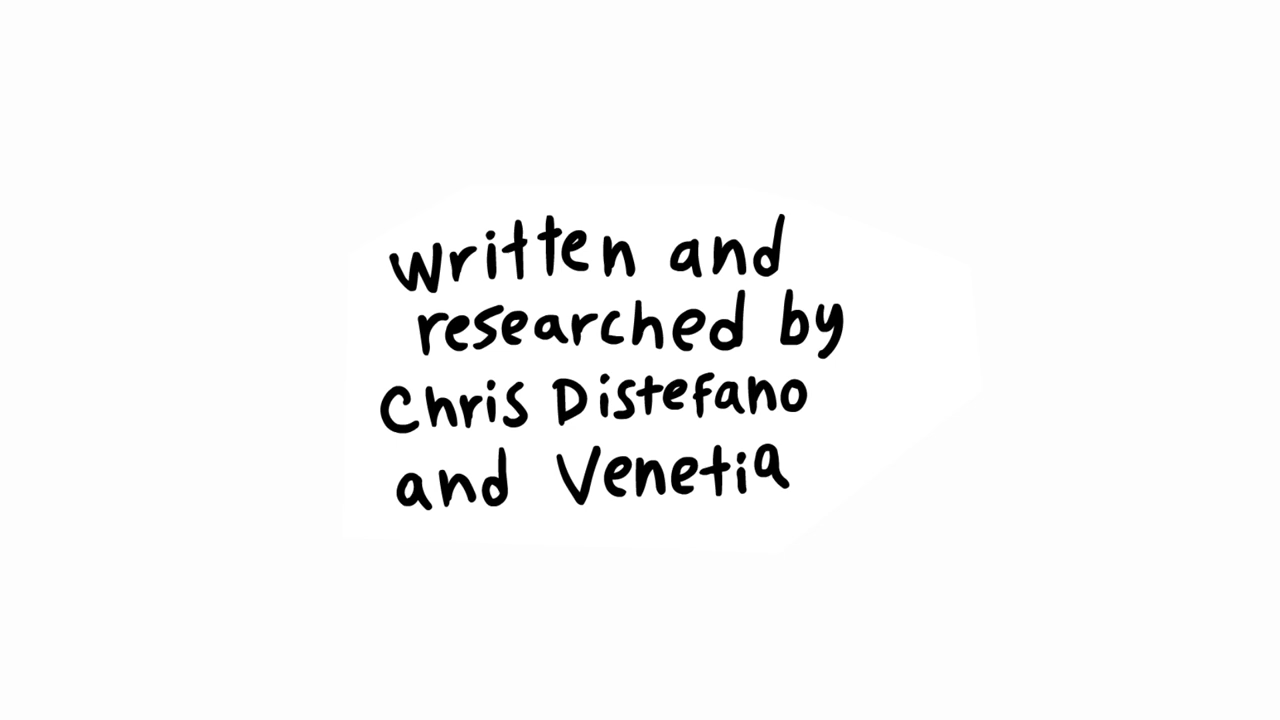 written and
researched by
Chris Distefano
and Venetia